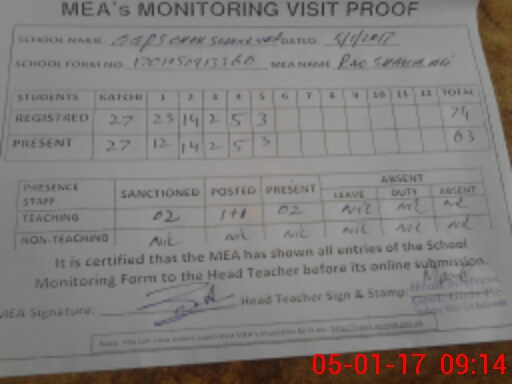 MEA's MONITORING VISIT PROOF
SCHOOL NAME DATED 5/1/2017
SCHOOL FORM NO. MEA NAME
STUDENTS KATCHI 1 2 3 4 5 6 7 8 9 10 11 12 TOTAL
REGISTRED 27 23 14 2 5 3 74
PRESENT 27 12 14 2 5 3 63
PRESENCE STAFF SANCTIONED POSTED PRESENT ABSENT
LEAVE DUTY ABSENT
TEACHING 02 1+1 02 Nil Nil Nil
NON-TEACHING Nil Nil Nil Nil Nil Nil
It is certified that the MEA has shown all entries of the School
Monitoring Form to the Head Teacher before its online submission.
MEA Signature: Head Teacher Sign & Stamp:
05-01-17 09:14